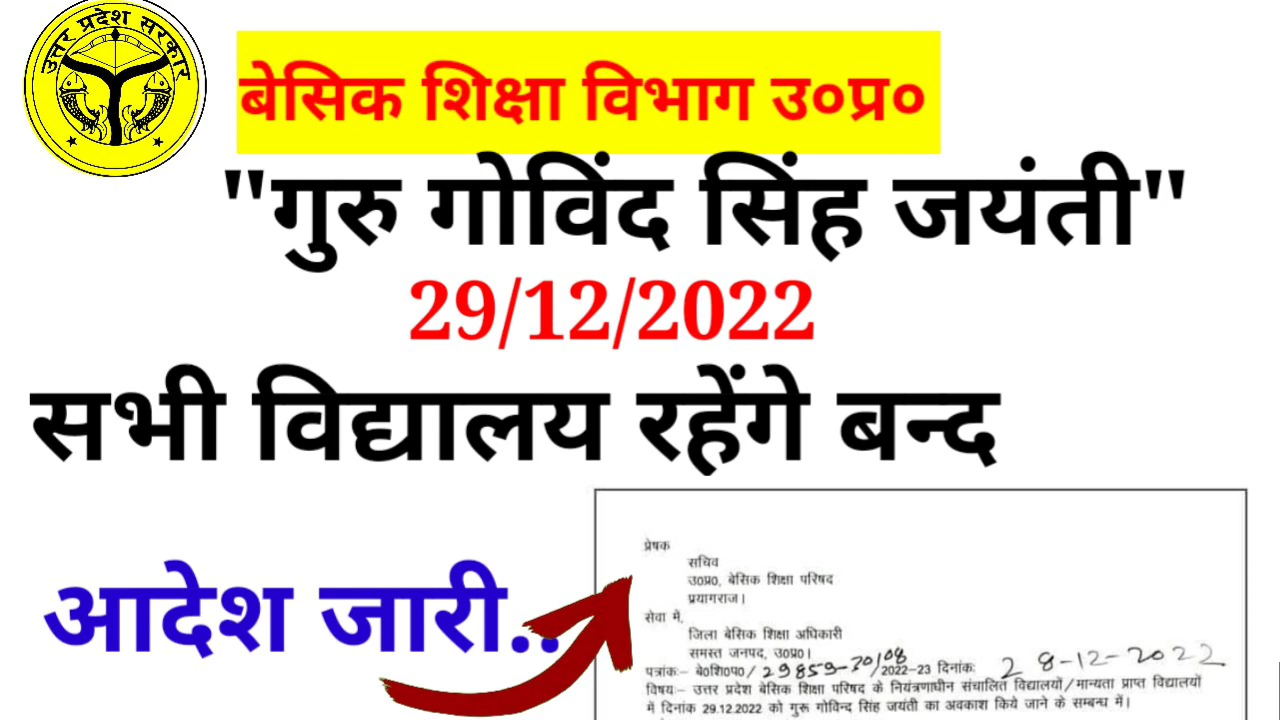 उत्तर प्रदेश सरकार
बेसिक शिक्षा विभाग उ०प्र०
"गुरु गोविंद सिंह जयंती"
29/12/2022
सभी विद्यालय रहेंगे बन्द
आदेश जारी..
प्रेषक
सचिव
उ0प्र0, बेसिक शिक्षा परिषद
प्रयागराज।
सेवा में,
जिला बेसिक शिक्षा अधिकारी
समस्त जनपद, उ0प्र0।
पत्रांकः- बे0शि0प0/ /2022-23 दिनांकः 28-12-2022
विषयः- उत्तर प्रदेश बेसिक शिक्षा परिषद के नियंत्रणाधीन संचालित विद्यालयों/मान्यता प्राप्त विद्यालयों
में दिनांक 29.12.2022 को गुरू गोविन्द सिंह जयंती का अवकाश किये जाने के सम्बन्ध में।